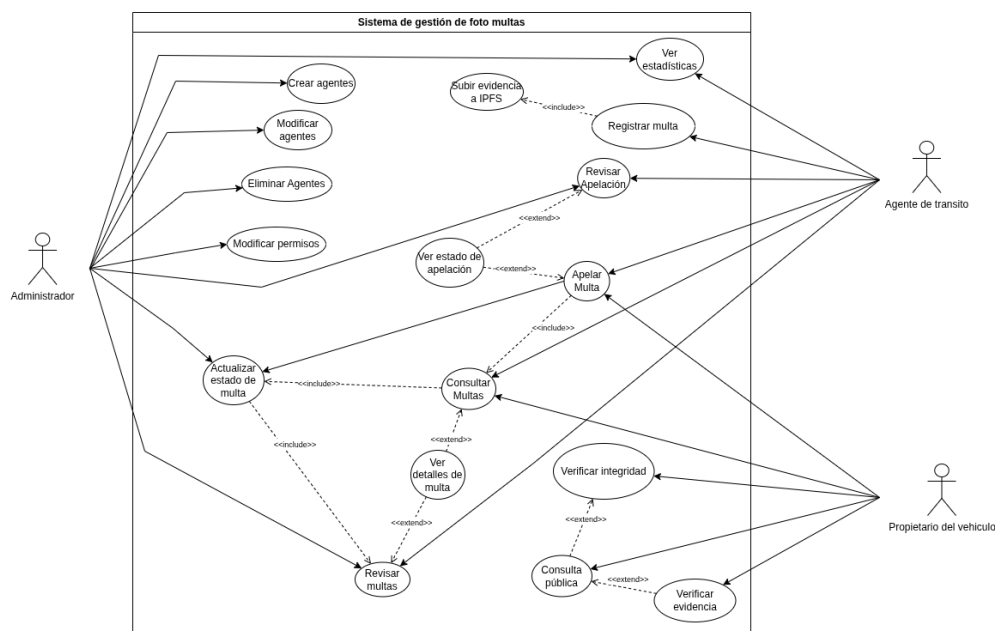 Sistema de gestión de foto multas
Ver
estadísticas
Crear agentes
Subir evidencia
a IPFS
<<include>>
Modificar
agentes
Registrar multa
Revisar
Apelación
Eliminar Agentes
Agente de transito
<<extend>>
Modificar permisos
Ver estado de
apelación
<<extend>>
Apelar
Multa
Administrador
<<include>>
Actualizar
estado de
multa
<<include>>
Consultar
Multas
<<include>>
<<extend>>
Ver
detalles de
multa
Verificar integridad
<<extend>>
<<extend>>
Propietario del vehiculo
Revisar
multas
Consulta
pública
<<extend>>
Verificar
evidencia